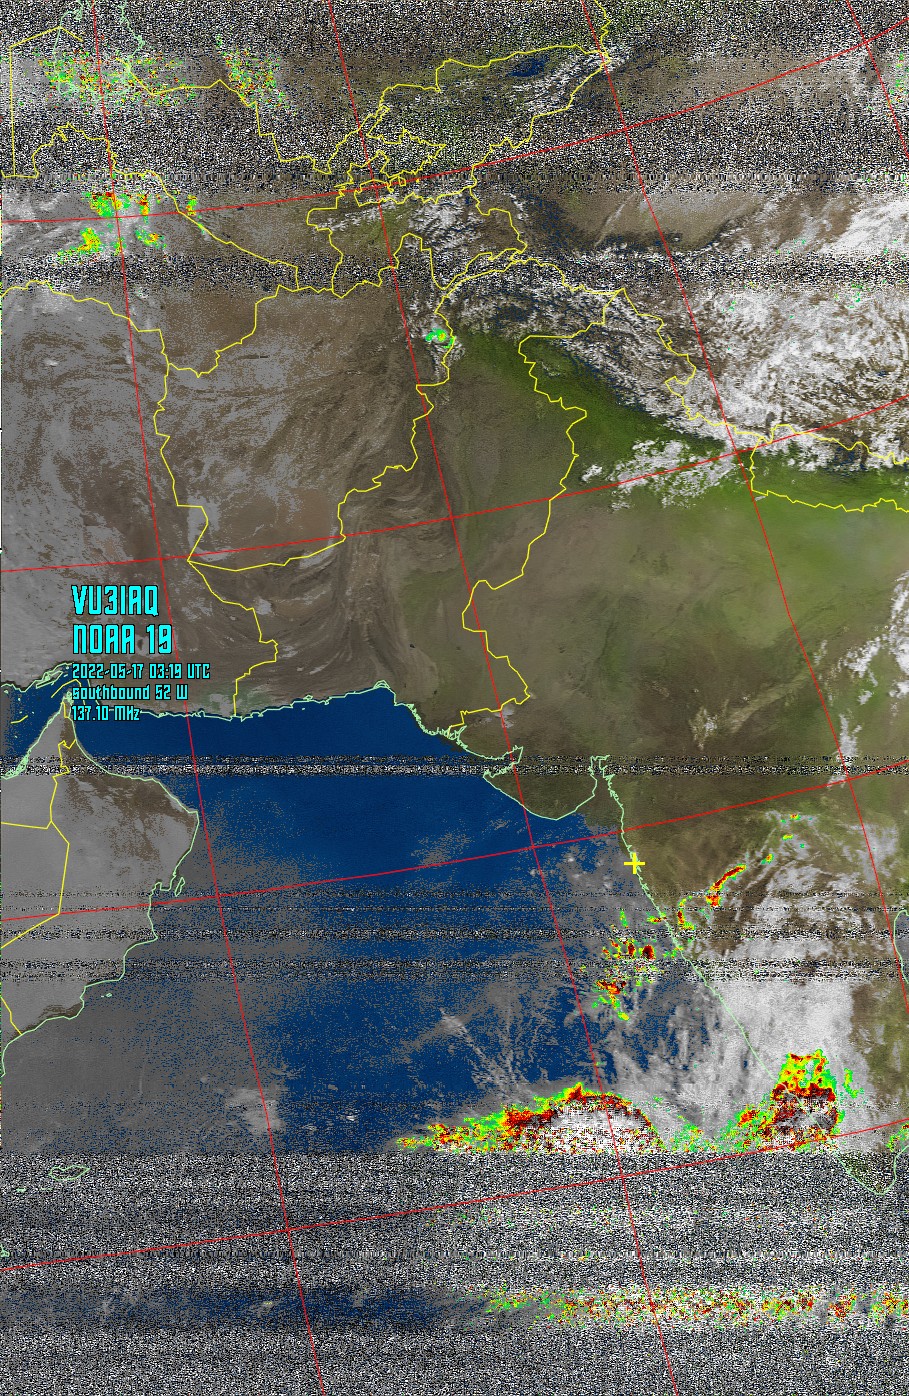 VU3IAQ
NOAA 19
2022-05-17 03:19 UTC
southbound 52 W
137.10 MHz